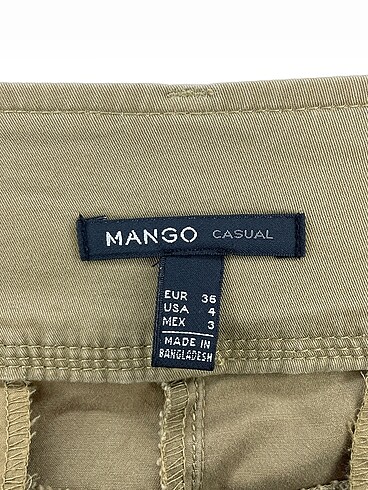 MANGO CASUAL
EUR 36
USA 4
MEX 3
MADE IN
BANGLADESH